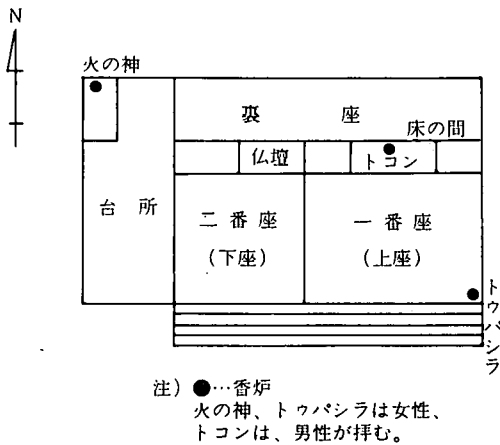 N
火の神
裏座
床の間
仏壇
トコン
台所
二番座
(下座)
一番座
(上座)
トゥパシラ
注) ●…香炉
火の神、トゥパシラは女性、
トコンは、男性が拝む。